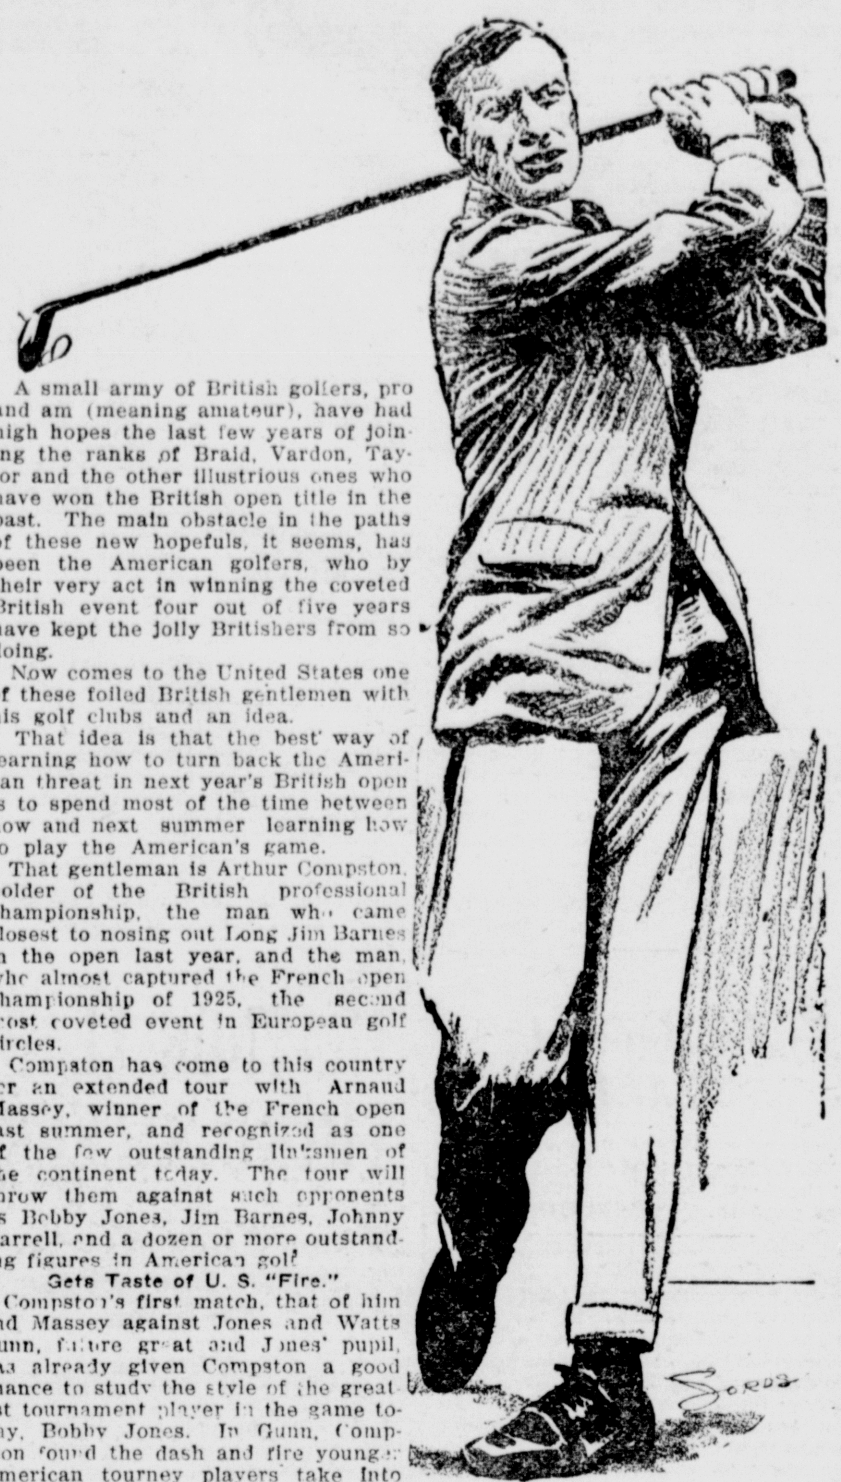 A small army of British golfers, pro
and am (meaning amateur), have had
high hopes the last few years of join-
ing the ranks of Braid, Vardon, Tay-
lor and the other illustrious ones who
have won the British open title in the
past. The main obstacle in the paths
of these new hopefuls, it seems, has
been the American golfers, who by
their very act in winning the coveted
British event four out of five years
have kept the jolly Britishers from so
doing.
Now comes to the United States one
of these foiled British gentlemen with
his golf clubs and an idea.
That idea is that the best way of
learning how to turn back the Ameri-
can threat in next year's British open
is to spend most of the time between
now and next summer learning how
to play the American's game.
That gentleman is Arthur Compston,
holder of the British professional
championship, the man who came
closest to nosing out Long Jim Barnes
in the open last year, and the man
who almost captured the French open
championship of 1925, the second
most coveted event in European golf
circles.
Compston has come to this country
for an extended tour with Arnaud
Massey, winner of the French open
last summer, and recognized as one
of the few outstanding linksmen of
the continent today. The tour will
throw them against such opponents
as Bobby Jones, Jim Barnes, Johnny
Farrell, and a dozen or more outstand-
ing figures in American golf
Gets Taste of U. S. "Fire."
Compston's first match, that of him
and Massey against Jones and Watts
Gunn, future great and Jones' pupil,
has already given Compston a good
chance to study the style of the great-
est tournament player in the game to-
day, Bobby Jones. In Gunn, Comp-
ston found the dash and fire younger
American tourney players take into
SORDS